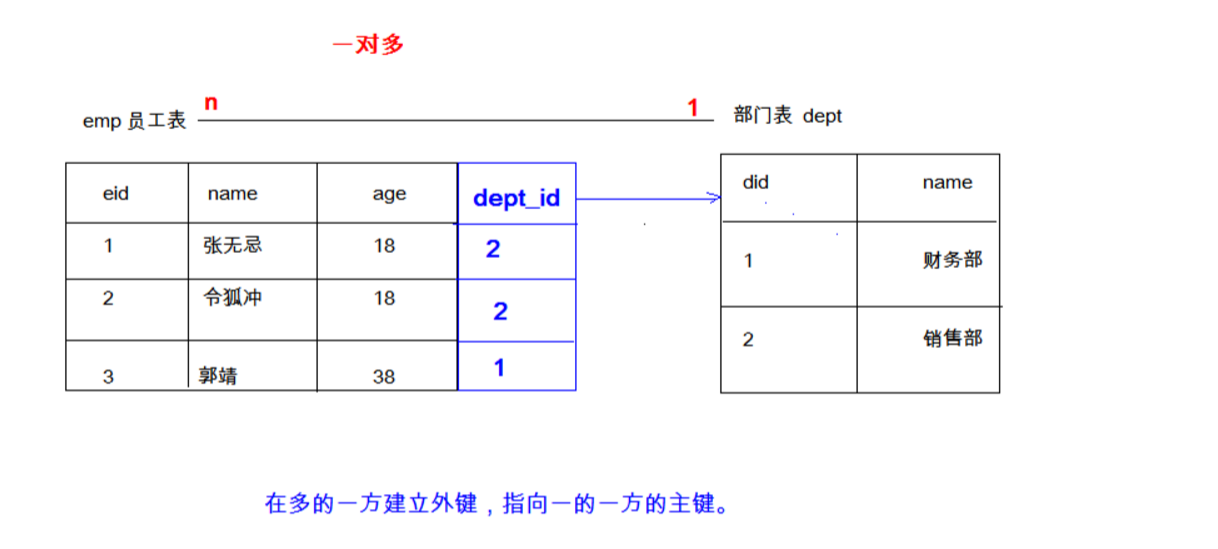 一对多
n
1
emp 员工表
部门表 dept
eid name age dept_id
did name
1 张无忌 18 2
1 财务部
2 令狐冲 18 2
2 销售部
3 郭靖 38 1
在多的一方建立外键，指向一的一方的主键。